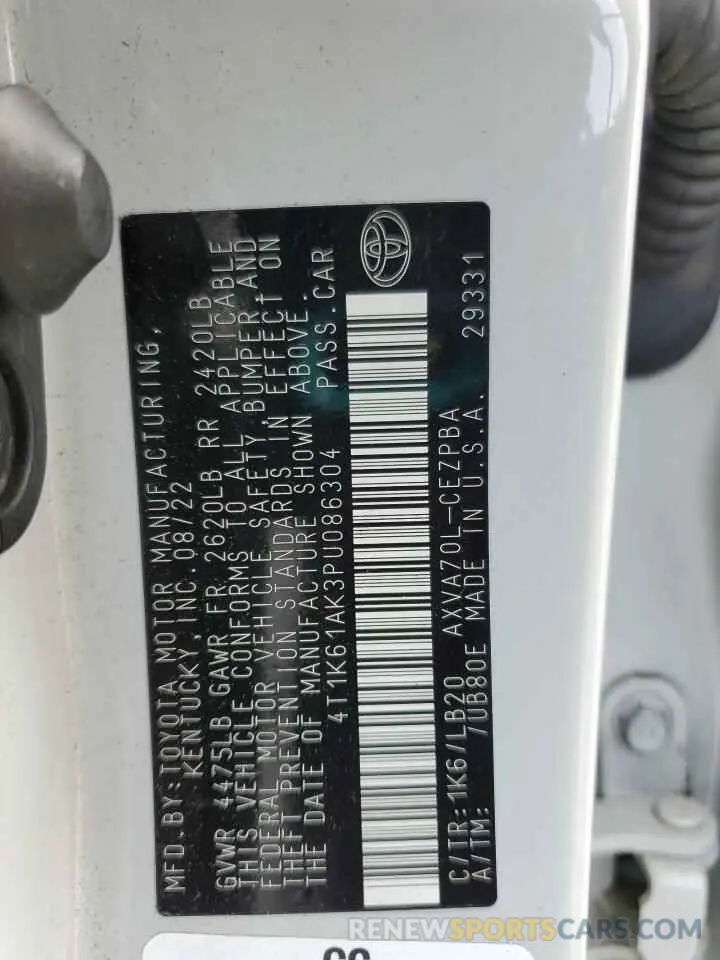 MFD.BY:TOYOTA MOTOR MANUFACTURING,
KENTUCKY,INC.08/22
GVWR 4475LB GAWR FR 2620LB RR 2420LB
THIS VEHICLE CONFORMS TO ALL APPLICABLE
FEDERAL MOTOR VEHICLE SAFETY, BUMPER,AND
THEFT PREVENTION STANDARDS IN EFFECT ON
THE DATE OF MANUFACTURE SHOWN ABOVE.
4T1K61AK3PU086304 PASS.CAR
C/TR:1K6/LB20 AXVA70L-CEZPBA
A/TM: /UB80E MADE IN U.S.A. 29331
RENEWSPORTSCARS.COM